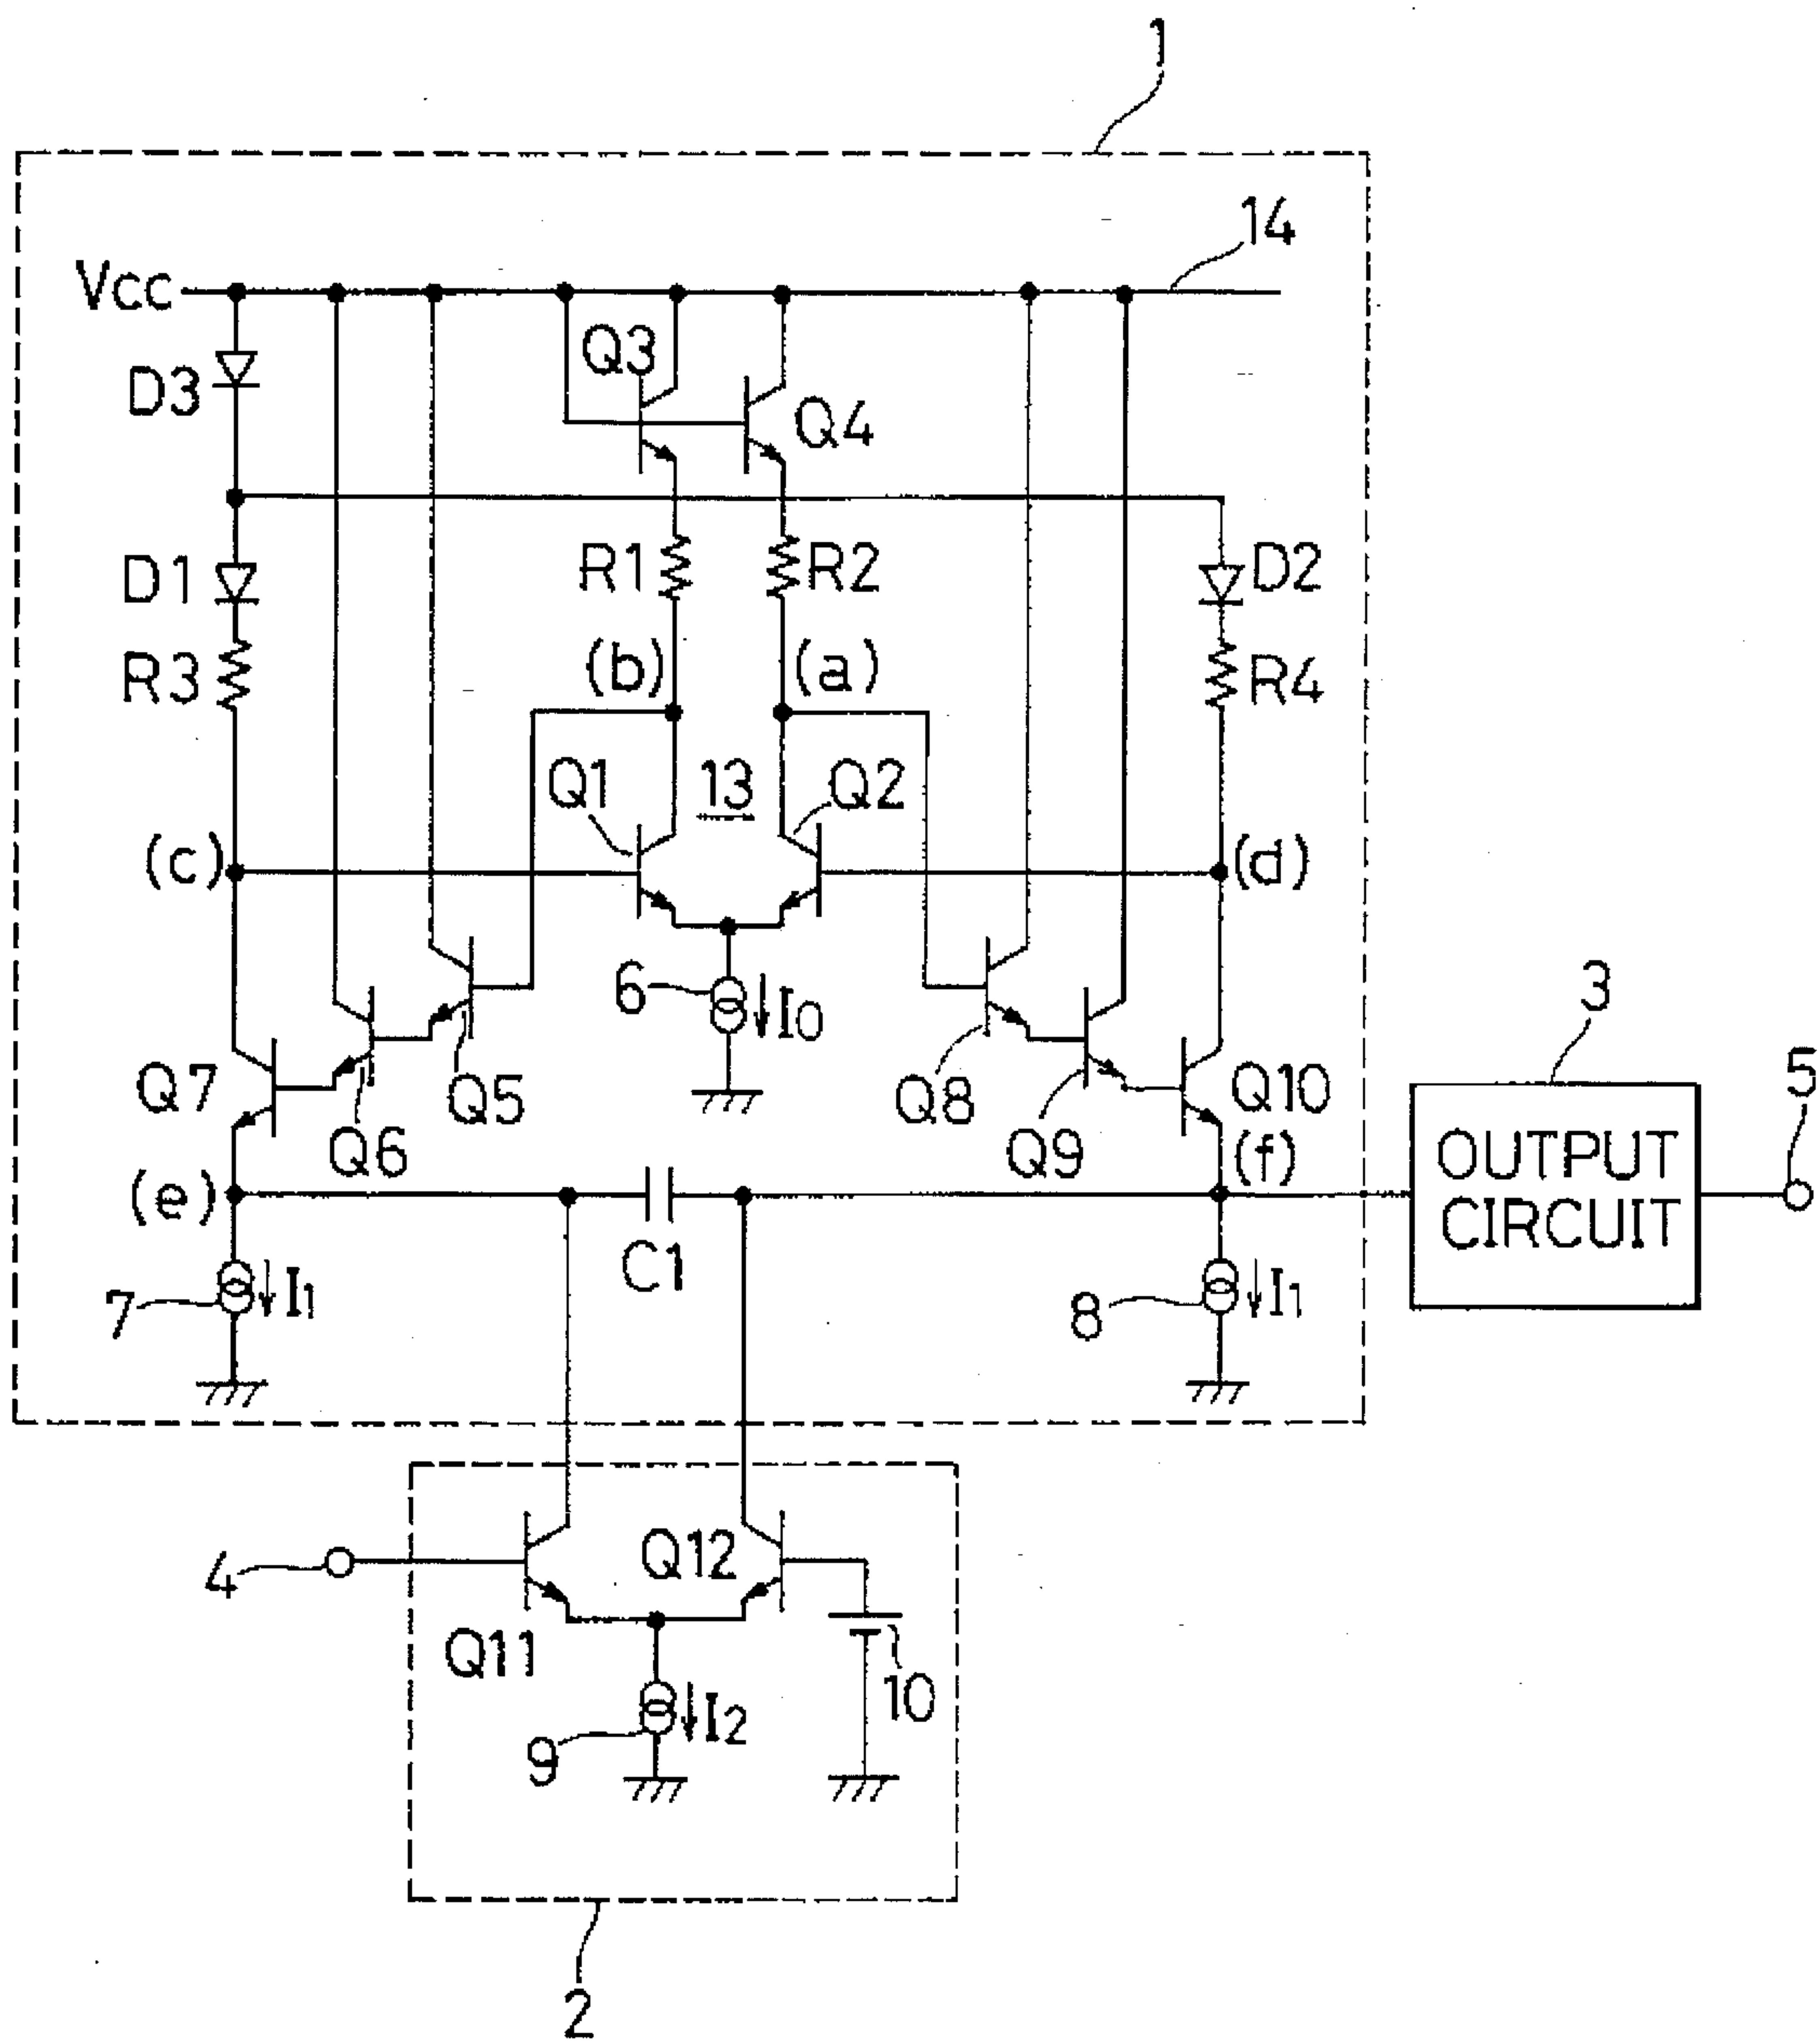 1
14
Vcc
Q3
D3
Q4
D1
R1
R2
D2
R3
(b)
(a)
R4
Q1
13
Q2
(c)
(d)
6
I0
3
Q7
Q5
Q8
Q10
5
Q6
Q9
(e)
(f)
OUTPUT
CIRCUIT
C1
7
I1
8
I1
4
Q12
Q11
10
9
I2
2